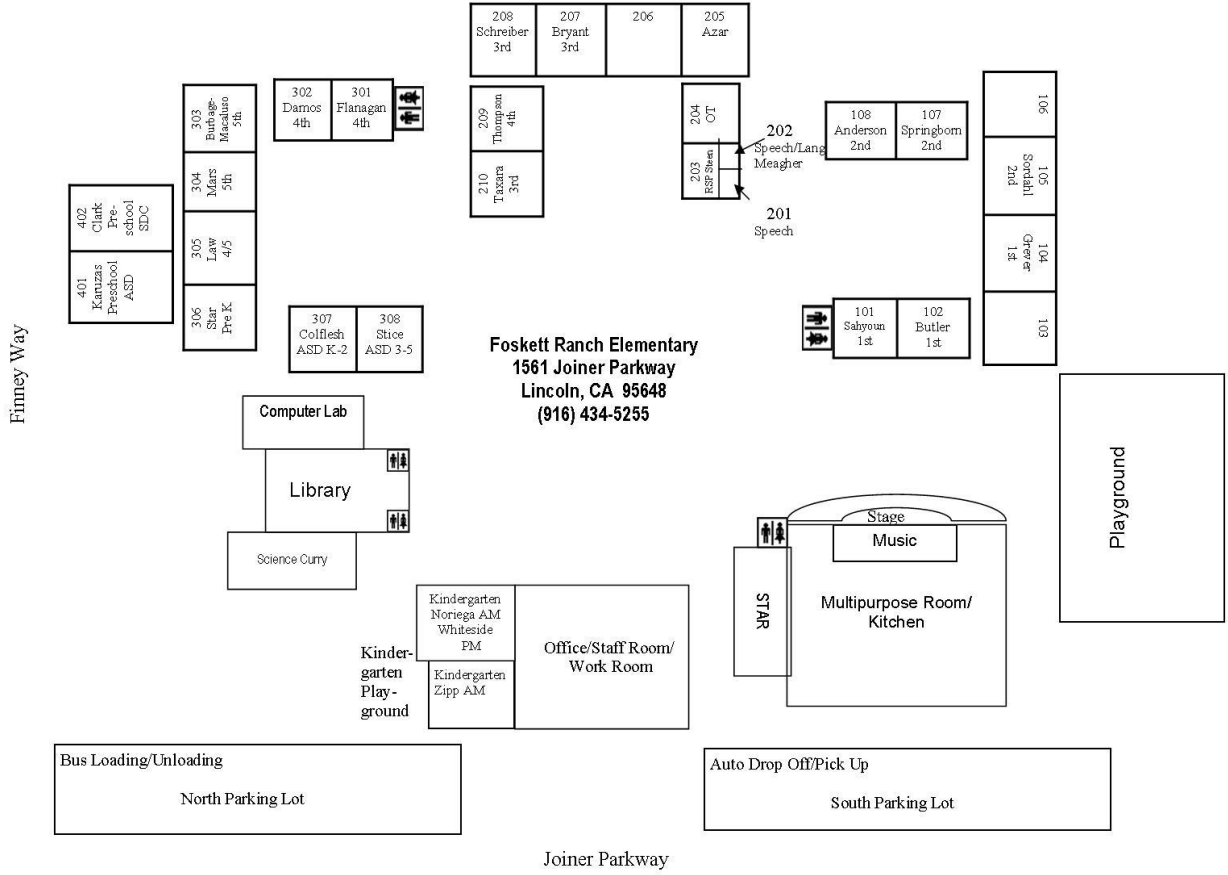 208
Schreiber
3rd
207
Bryant
3rd
206
205
Azar
302
Damos
4th
301
Flanagan
4th
303
Burbage-
Macaluso
5th
304
Mars
5th
305
Law
4/5
306
Star
Pre K
402
Clark
Pre-
school
SDC
401
Karuzas
Preschool
ASD
209
Thompson
4th
210
Taxara
3rd
204
OT
203
RSP Steen
202
Speech/Lang
Meagher
201
Speech
108
Anderson
2nd
107
Springborn
2nd
106
105
Sordahl
2nd
104
Grever
1st
103
101
Sahyoun
1st
102
Butler
1st
307
Colflesh
ASD K-2
308
Stice
ASD 3-5
Foskett Ranch Elementary
1561 Joiner Parkway
Lincoln, CA 95648
(916) 434-5255
Finney Way
Computer Lab
Library
Science Curry
Playground
Stage
Music
STAR
Multipurpose Room/
Kitchen
Kindergarten
Noriega AM
Whiteside
PM
Kindergarten
Zipp AM
Office/Staff Room/
Work Room
Kinder-
garten
Play-
ground
Bus Loading/Unloading
North Parking Lot
Auto Drop Off/Pick Up
South Parking Lot
Joiner Parkway